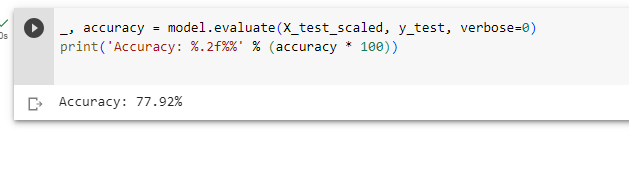 _, accuracy = model.evaluate(X_test_scaled, y_test, verbose=0)
0s
print('Accuracy: %.2f%%' % (accuracy * 100))
Accuracy: 77.92%